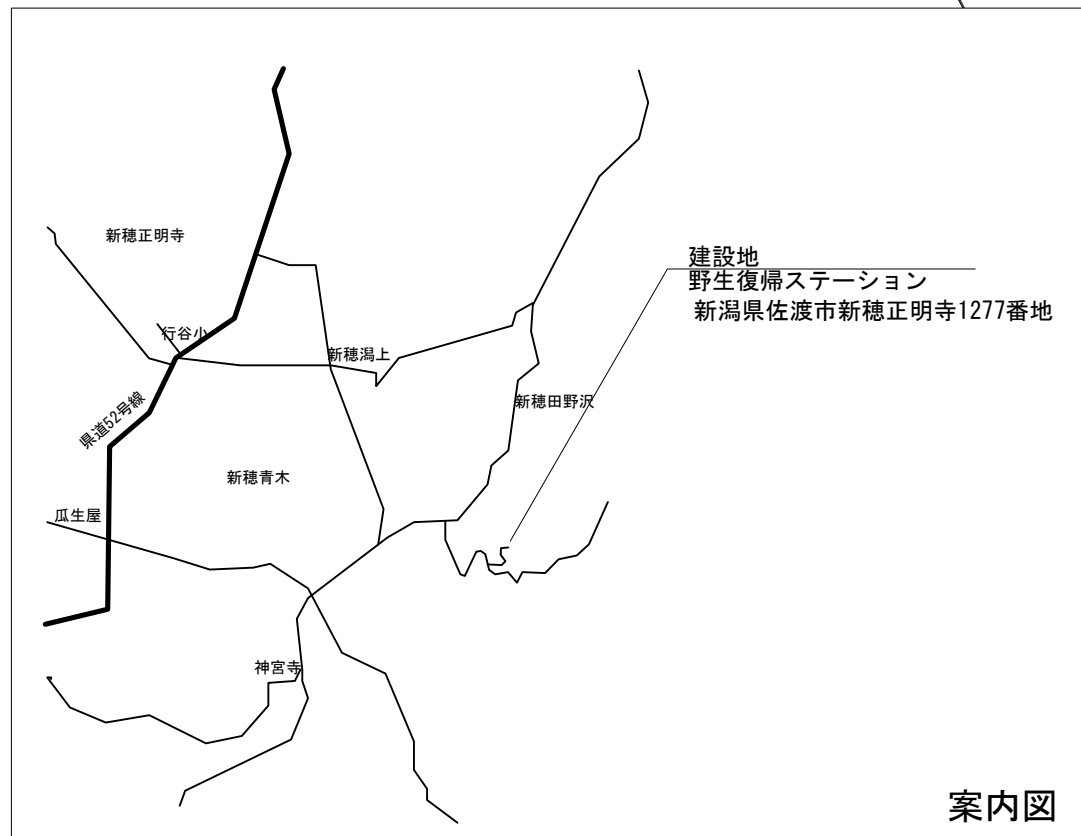 新穂正明寺
建設地
野生復帰ステーション
新潟県佐渡市新穂正明寺1277番地
行谷小
新穂潟上
県道52号線
新穂田野沢
新穂青木
瓜生屋
神宮寺
案内図